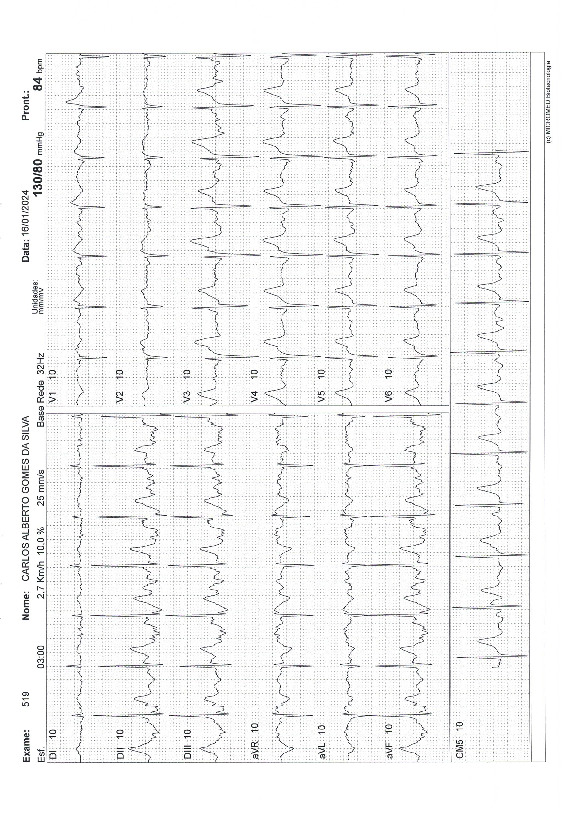 Exame: 519 Nome: CARLOS ALBERTO GOMES DA SILVA Data: 16/01/2024 Pront.:
Esf 03:00 2.7 Km/h 10.0 % 25 mm/s Base Rede 32Hz Unidades: mm/mV 130/80 mmHg 84 bpm
DI 10
V1 10
DII 10
V2 10
DIII 10
V3 10
aVR 10
V4 10
aVL 10
V5 10
aVF 10
V6 10
CM5 10
(c) MICROMED Biotecnologia